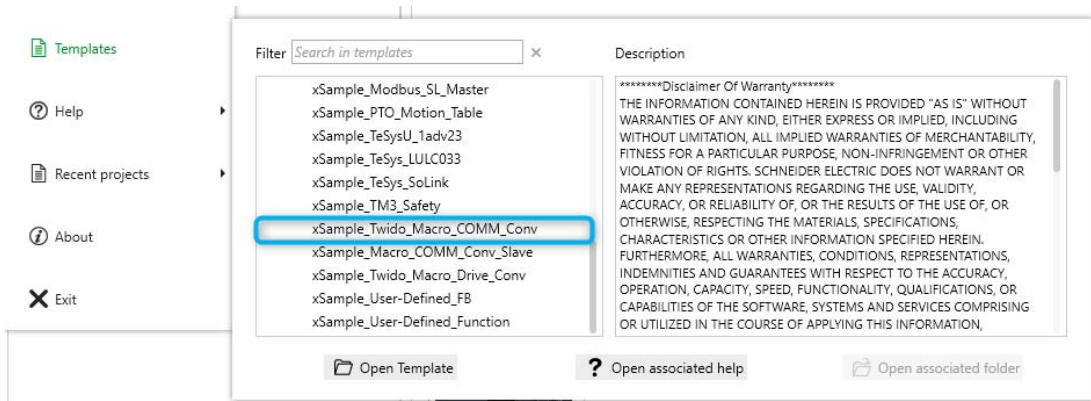 Templates
Help
Recent projects
About
Exit
Filter Search in templates
xSample_Modbus_SL_Master
xSample_PTO_Motion_Table
xSample_TeSysU_1adv23
xSample_TeSys_LULC033
xSample_TeSys_SoLink
xSample_TM3_Safety
xSample_Twido_Macro_COMM_Conv
xSample_Macro_COMM_Conv_Slave
xSample_Twido_Macro_Drive_Conv
xSample_User-Defined_FB
xSample_User-Defined_Function
Description
********Disclaimer Of Warranty********
THE INFORMATION CONTAINED HEREIN IS PROVIDED "AS IS" WITHOUT
WARRANTIES OF ANY KIND, EITHER EXPRESS OR IMPLIED, INCLUDING
WITHOUT LIMITATION, ALL IMPLIED WARRANTIES OF MERCHANTABILITY,
FITNESS FOR A PARTICULAR PURPOSE, NON-INFRINGEMENT OR OTHER
VIOLATION OF RIGHTS. SCHNEIDER ELECTRIC DOES NOT WARRANT OR
MAKE ANY REPRESENTATIONS REGARDING THE USE, VALIDITY,
ACCURACY, OR RELIABILITY OF, OR THE RESULTS OF THE USE OF, OR
OTHERWISE, RESPECTING THE MATERIALS, SPECIFICATIONS,
CHARACTERISTICS OR OTHER INFORMATION SPECIFIED HEREIN.
FURTHERMORE, ALL WARRANTIES, CONDITIONS, REPRESENTATIONS,
INDEMNITIES AND GUARANTEES WITH RESPECT TO THE ACCURACY,
OPERATION, CAPACITY, SPEED, FUNCTIONALITY, QUALIFICATIONS, OR
CAPABILITIES OF THE SOFTWARE, SYSTEMS AND SERVICES COMPRISING
OR UTILIZED IN THE COURSE OF APPLYING THIS INFORMATION,
Open Template
Open associated help
Open associated folder